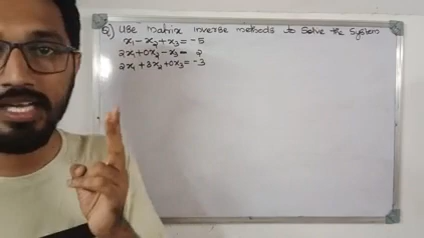 5) Use Matrix inverse methods to Solve the System
x₁ - x₂ + x₃ = -5
2x₁ + 0x₂ - x₃ = 2
2x₁ + 3x₂ + 0x₃ = -3